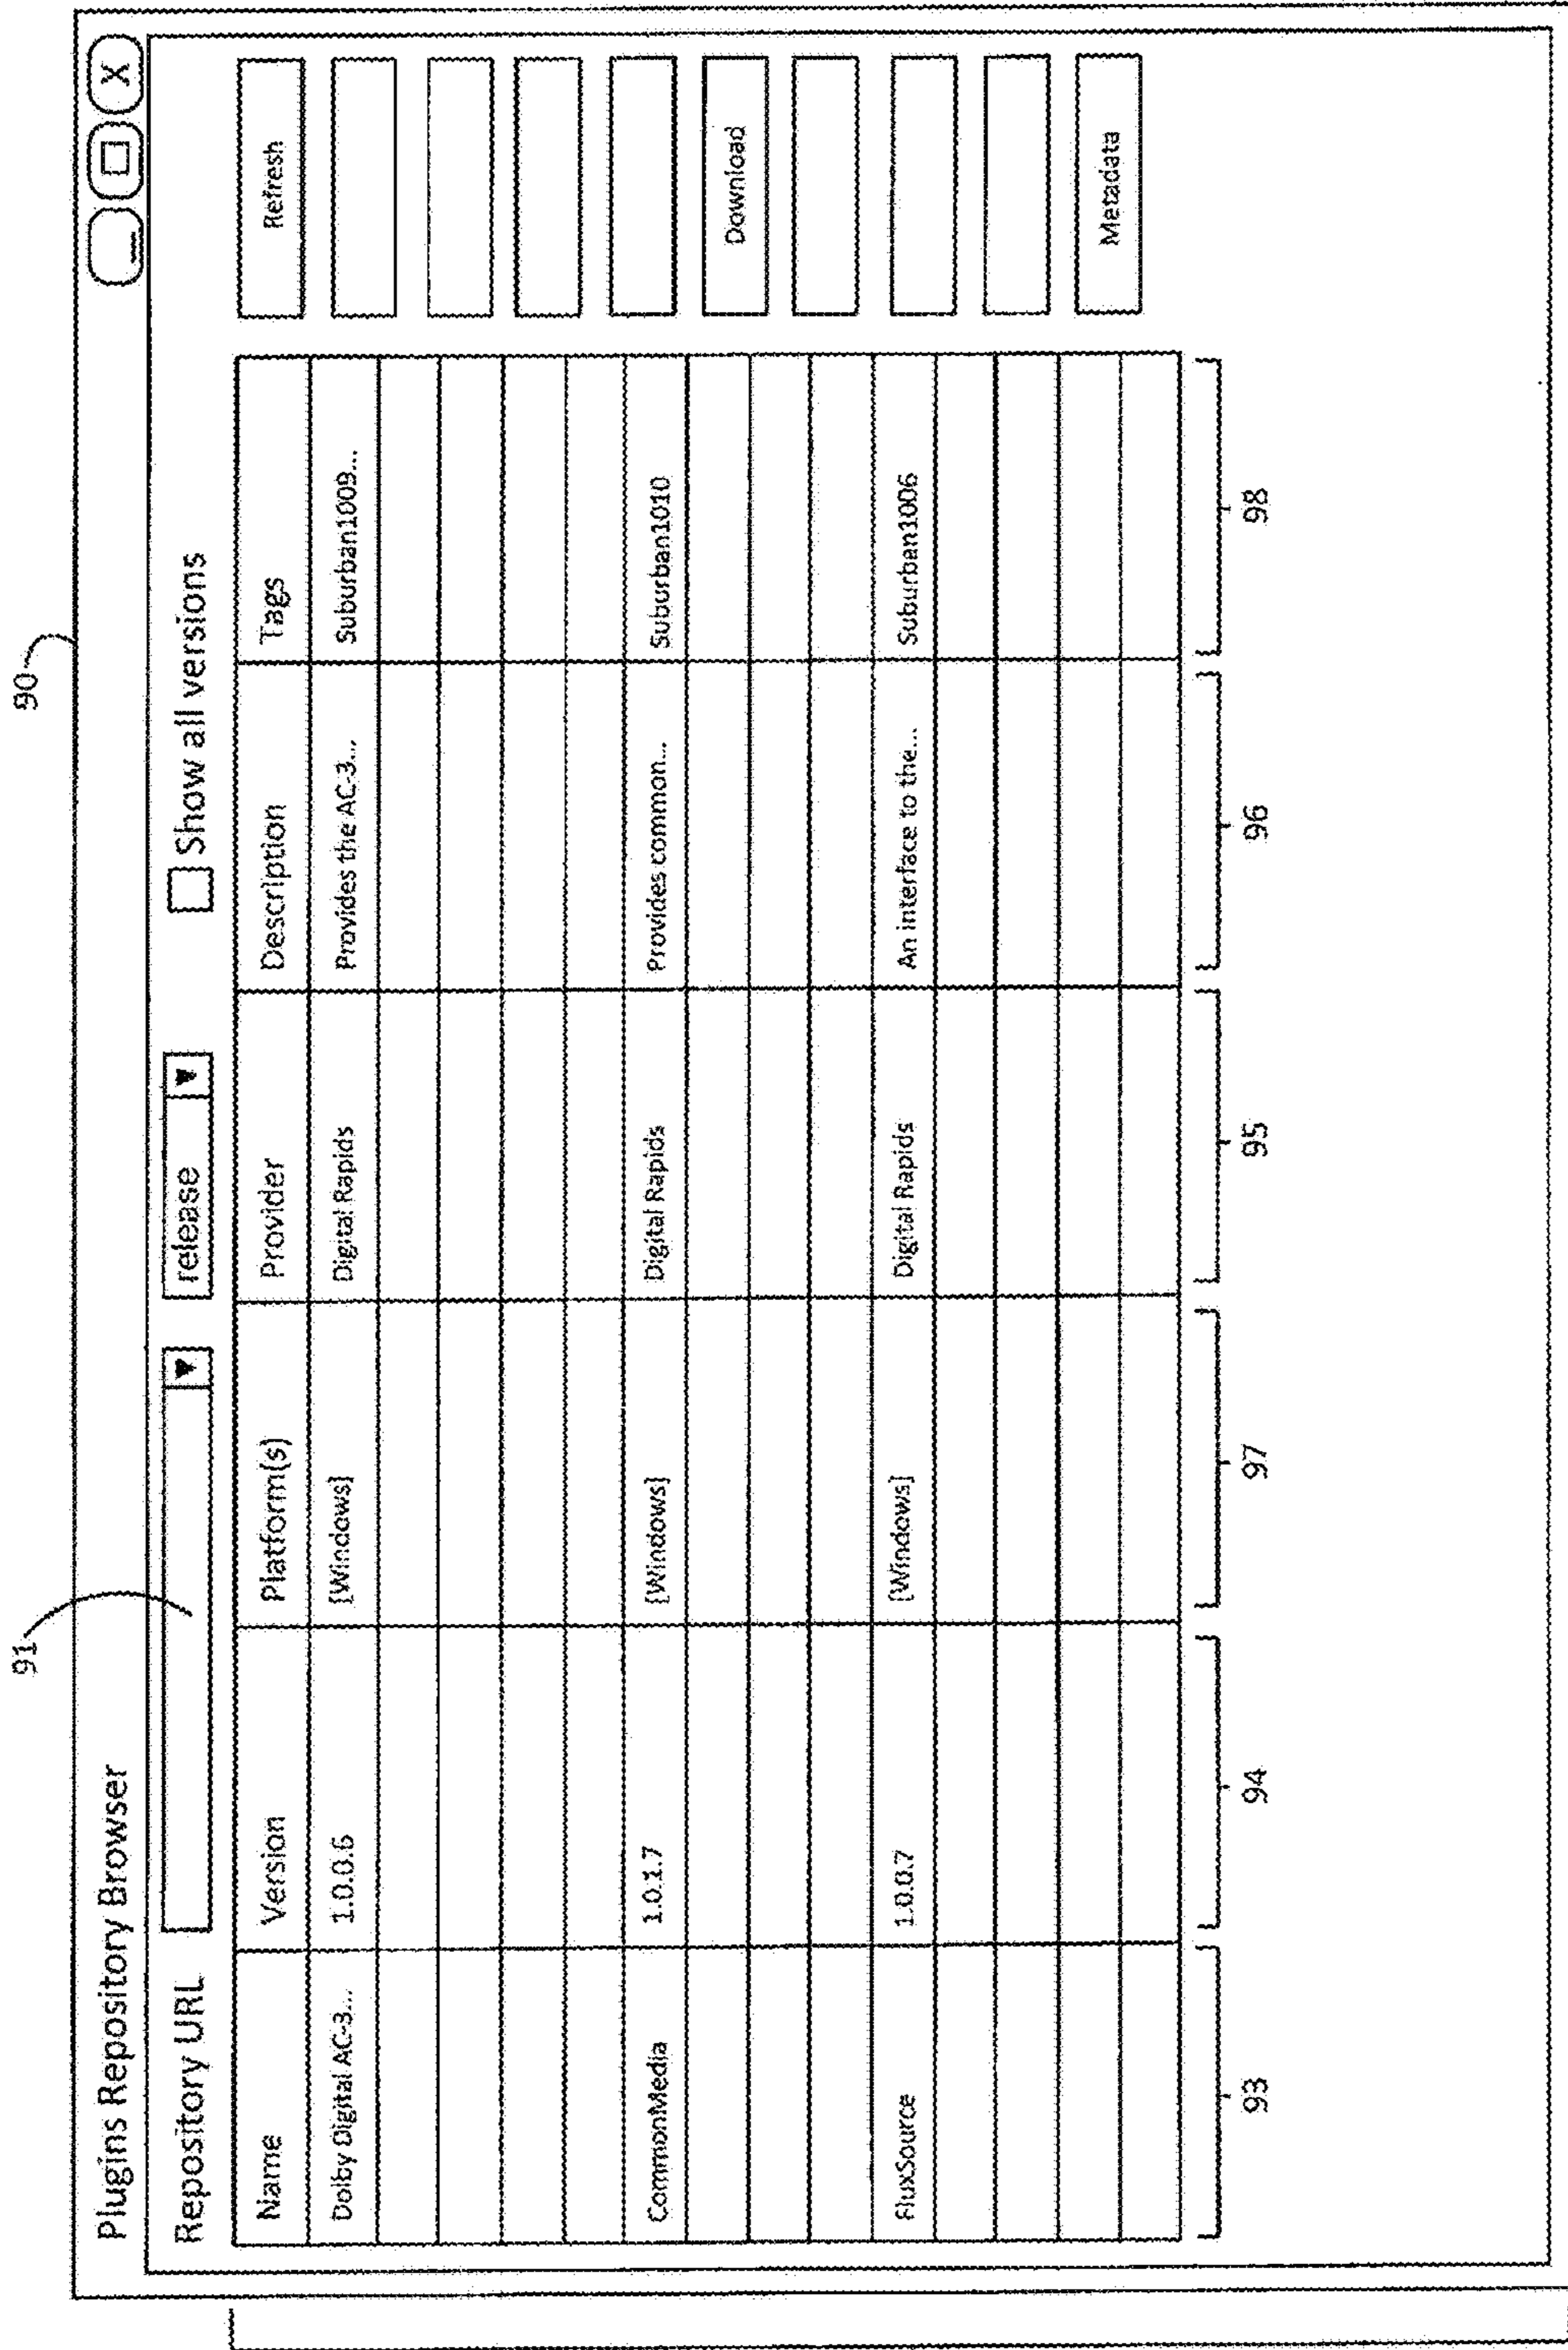 90
91
Plugins Repository Browser
X
Repository URL
release
Show all versions
Name Version Platform(s) Provider Description Tags
Dolby Digital AC-3... 1.0.0.6 [Windows] Digital Rapids Provides the AC-3... Suburban1009...
CommonMedia 1.0.1.7 [Windows] Digital Rapids Provides common... Suburban1010
FluxSource 1.0.0.7 [Windows] Digital Rapids An interface to the... Suburban1006
Refresh
Download
Metadata
93 94 97 95 96 98